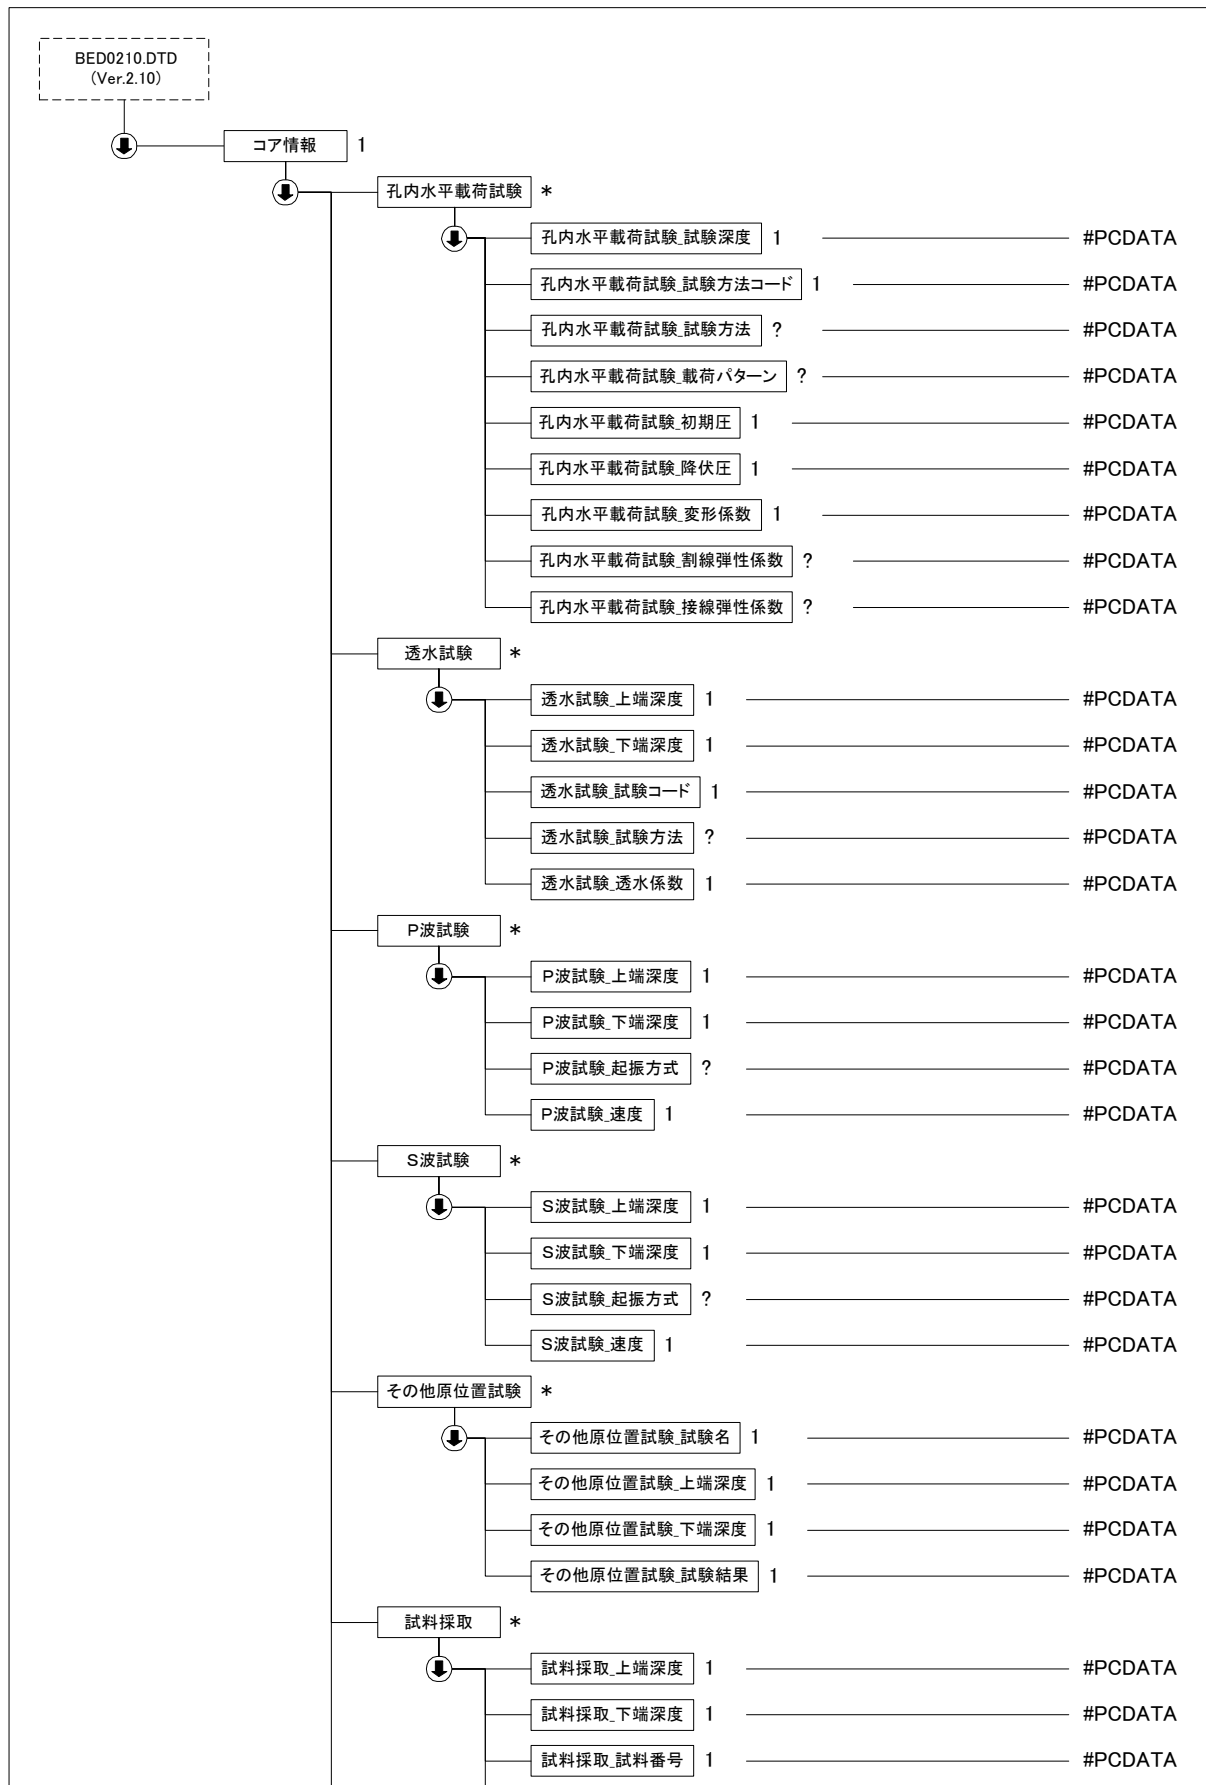 BED0210.DTD
(Ver.2.10)
コア情報 1
孔内水平載荷試験 *
孔内水平載荷試験_試験深度 1 #PCDATA
孔内水平載荷試験_試験方法コード 1 #PCDATA
孔内水平載荷試験_試験方法 ? #PCDATA
孔内水平載荷試験_載荷パターン ? #PCDATA
孔内水平載荷試験_初期圧 1 #PCDATA
孔内水平載荷試験_降伏圧 1 #PCDATA
孔内水平載荷試験_変形係数 1 #PCDATA
孔内水平載荷試験_割線弾性係数 ? #PCDATA
孔内水平載荷試験_接線弾性係数 ? #PCDATA
透水試験 *
透水試験_上端深度 1 #PCDATA
透水試験_下端深度 1 #PCDATA
透水試験_試験コード 1 #PCDATA
透水試験_試験方法 ? #PCDATA
透水試験_透水係数 1 #PCDATA
P波試験 *
P波試験_上端深度 1 #PCDATA
P波試験_下端深度 1 #PCDATA
P波試験_起振方式 ? #PCDATA
P波試験_速度 1 #PCDATA
S波試験 *
S波試験_上端深度 1 #PCDATA
S波試験_下端深度 1 #PCDATA
S波試験_起振方式 ? #PCDATA
S波試験_速度 1 #PCDATA
その他原位置試験 *
その他原位置試験_試験名 1 #PCDATA
その他原位置試験_上端深度 1 #PCDATA
その他原位置試験_下端深度 1 #PCDATA
その他原位置試験_試験結果 1 #PCDATA
試料採取 *
試料採取_上端深度 1 #PCDATA
試料採取_下端深度 1 #PCDATA
試料採取_試料番号 1 #PCDATA